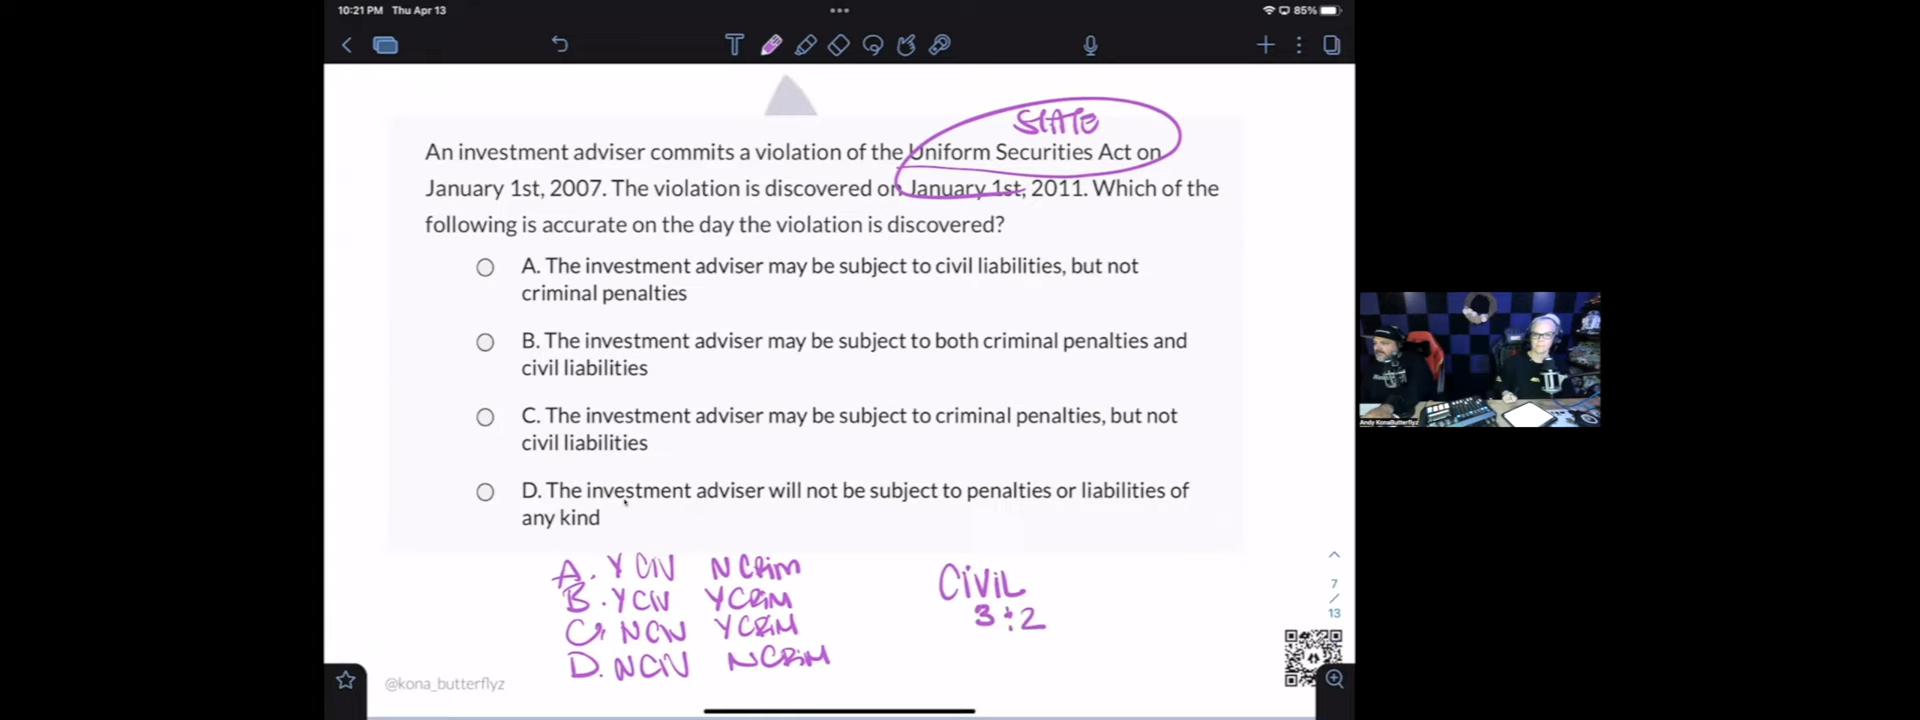 10:21 PM Thu Apr 13
85%
STATE
An investment adviser commits a violation of the Uniform Securities Act on
January 1st, 2007. The violation is discovered on January 1st, 2011. Which of the
following is accurate on the day the violation is discovered?
A. The investment adviser may be subject to civil liabilities, but not
criminal penalties
B. The investment adviser may be subject to both criminal penalties and
civil liabilities
C. The investment adviser may be subject to criminal penalties, but not
civil liabilities
D. The investment adviser will not be subject to penalties or liabilities of
any kind
A. Y CIV N CRIM
B. Y CIV Y CRIM
C. N CIV Y CRIM
D. N CIV N CRIM
CIVIL
3 ÷ 2
7
/
13
@kona_butterflyz
Andy KonaButterflyz